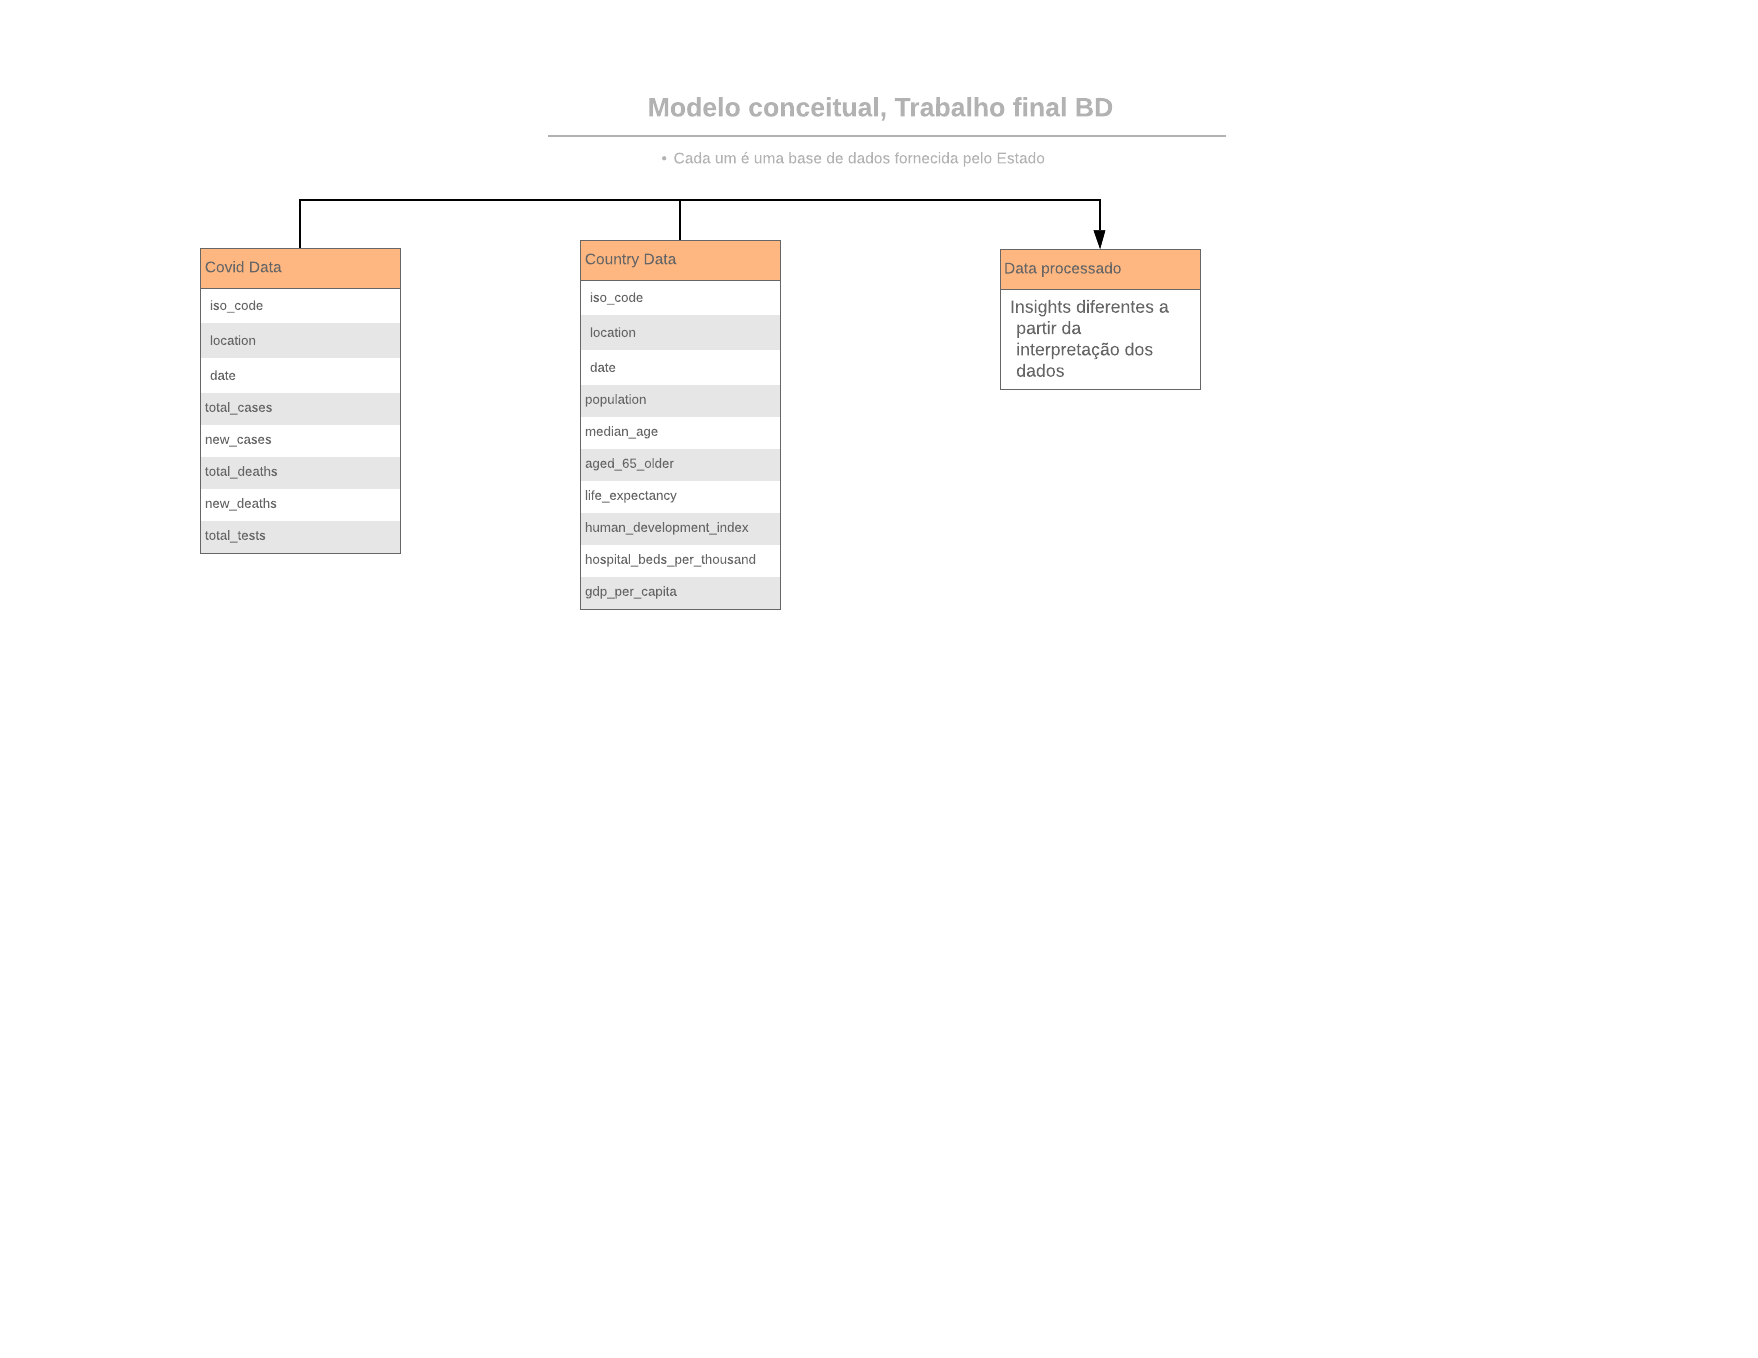 Modelo conceitual, Trabalho final BD
• Cada um é uma base de dados fornecida pelo Estado
Covid Data
iso_code
location
date
total_cases
new_cases
total_deaths
new_deaths
total_tests
Country Data
iso_code
location
date
population
median_age
aged_65_older
life_expectancy
human_development_index
hospital_beds_per_thousand
gdp_per_capita
Data processado
Insights diferentes a
partir da
interpretação dos
dados